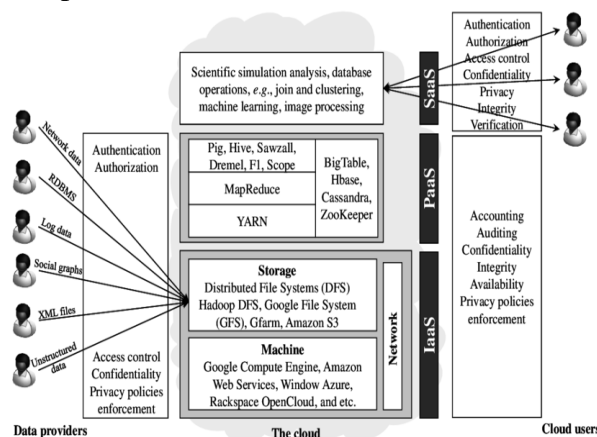 Network data
RDBMS
Log data
Social graphs
XML files
Unstructured
data
Data providers
Authentication
Authorization
Access control
Confidentiality
Privacy policies
enforcement
Scientific simulation analysis, database
operations, e.g., join and clustering,
machine learning, image processing
Pig, Hive, Sawzall,
Dremel, F1, Scope
MapReduce
YARN
BigTable,
Hbase,
Cassandra,
ZooKeeper
Storage
Distributed File Systems (DFS)
Hadoop DFS, Google File System
(GFS), Gfarm, Amazon S3
Machine
Google Compute Engine, Amazon
Web Services, Window Azure,
Rackspace OpenCloud, and etc.
Network
The cloud
SaaS
PaaS
IaaS
Authentication
Authorization
Access control
Confidentiality
Privacy
Integrity
Verification
Accounting
Auditing
Confidentiality
Integrity
Availability
Privacy policies
enforcement
Cloud users